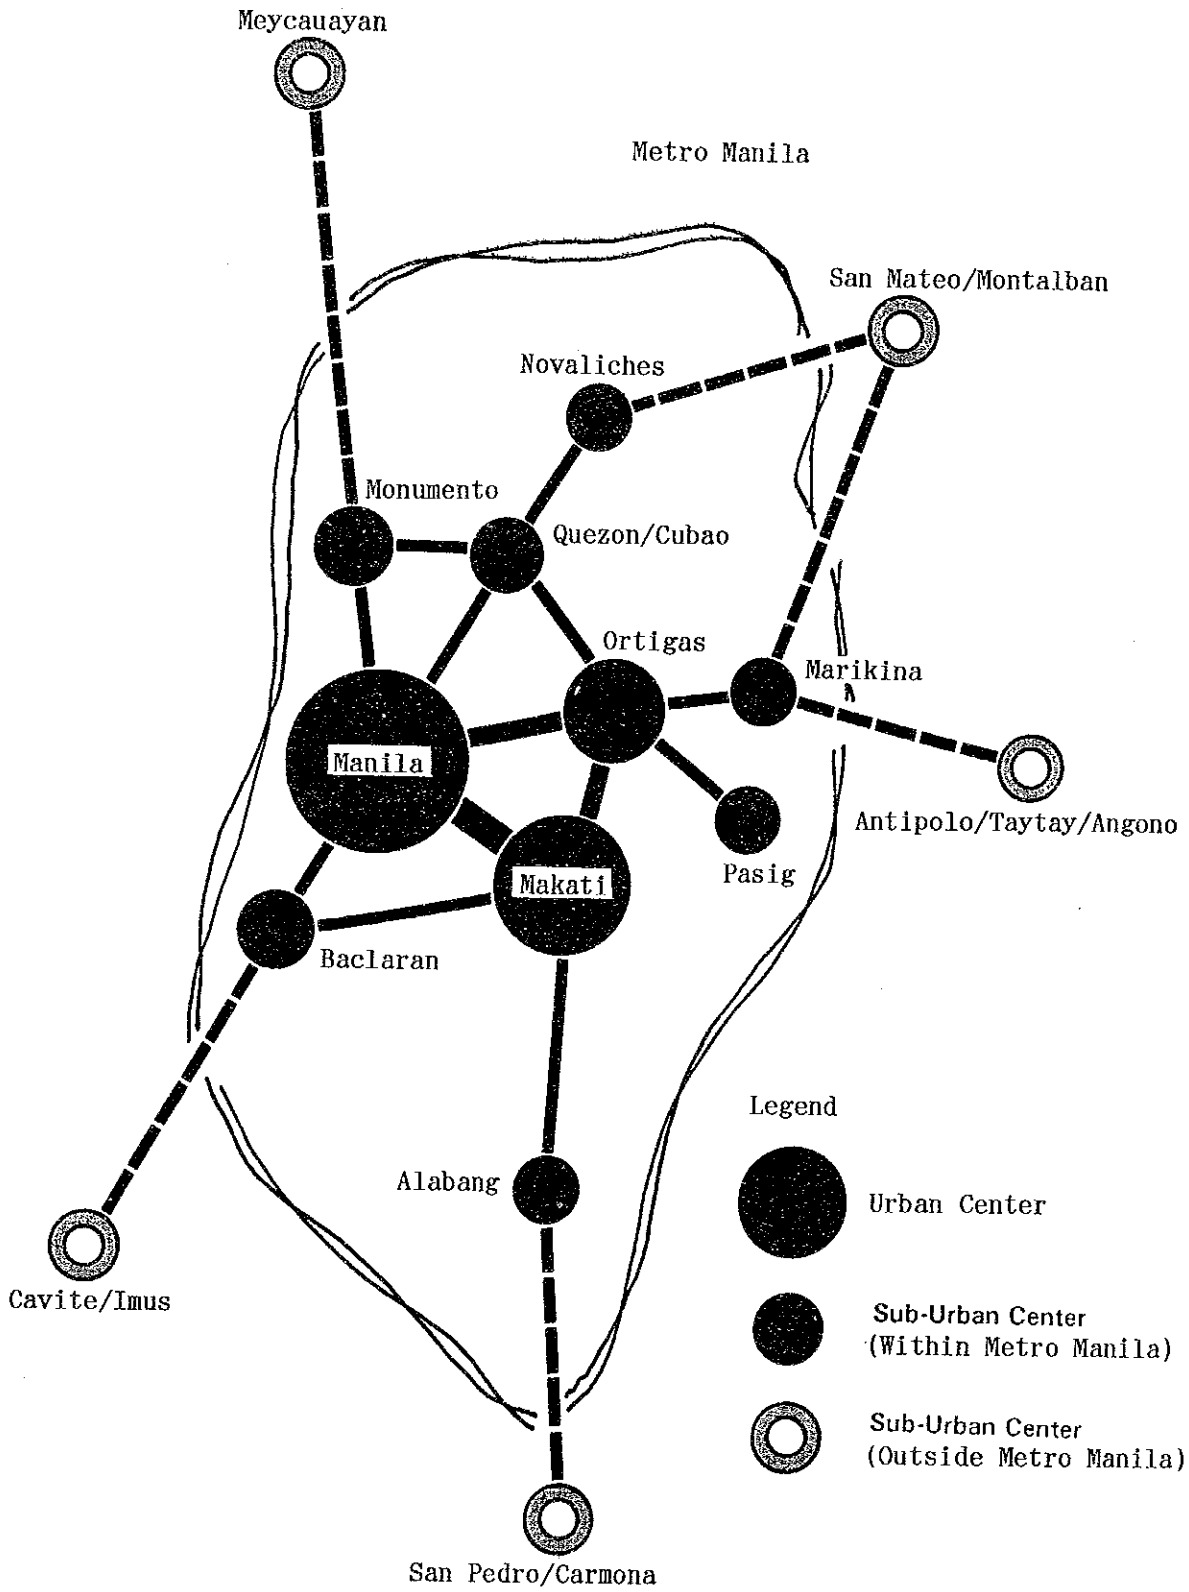 Meycauayan
Metro Manila
San Mateo/Montalban
Novaliches
Monumento
Quezon/Cubao
Ortigas
Marikina
Manila
Antipolo/Taytay/Angono
Pasig
Makati
Baclaran
Legend
Alabang
Urban Center
Cavite/Imus
Sub-Urban Center
(Within Metro Manila)
Sub-Urban Center
(Outside Metro Manila)
San Pedro/Carmona